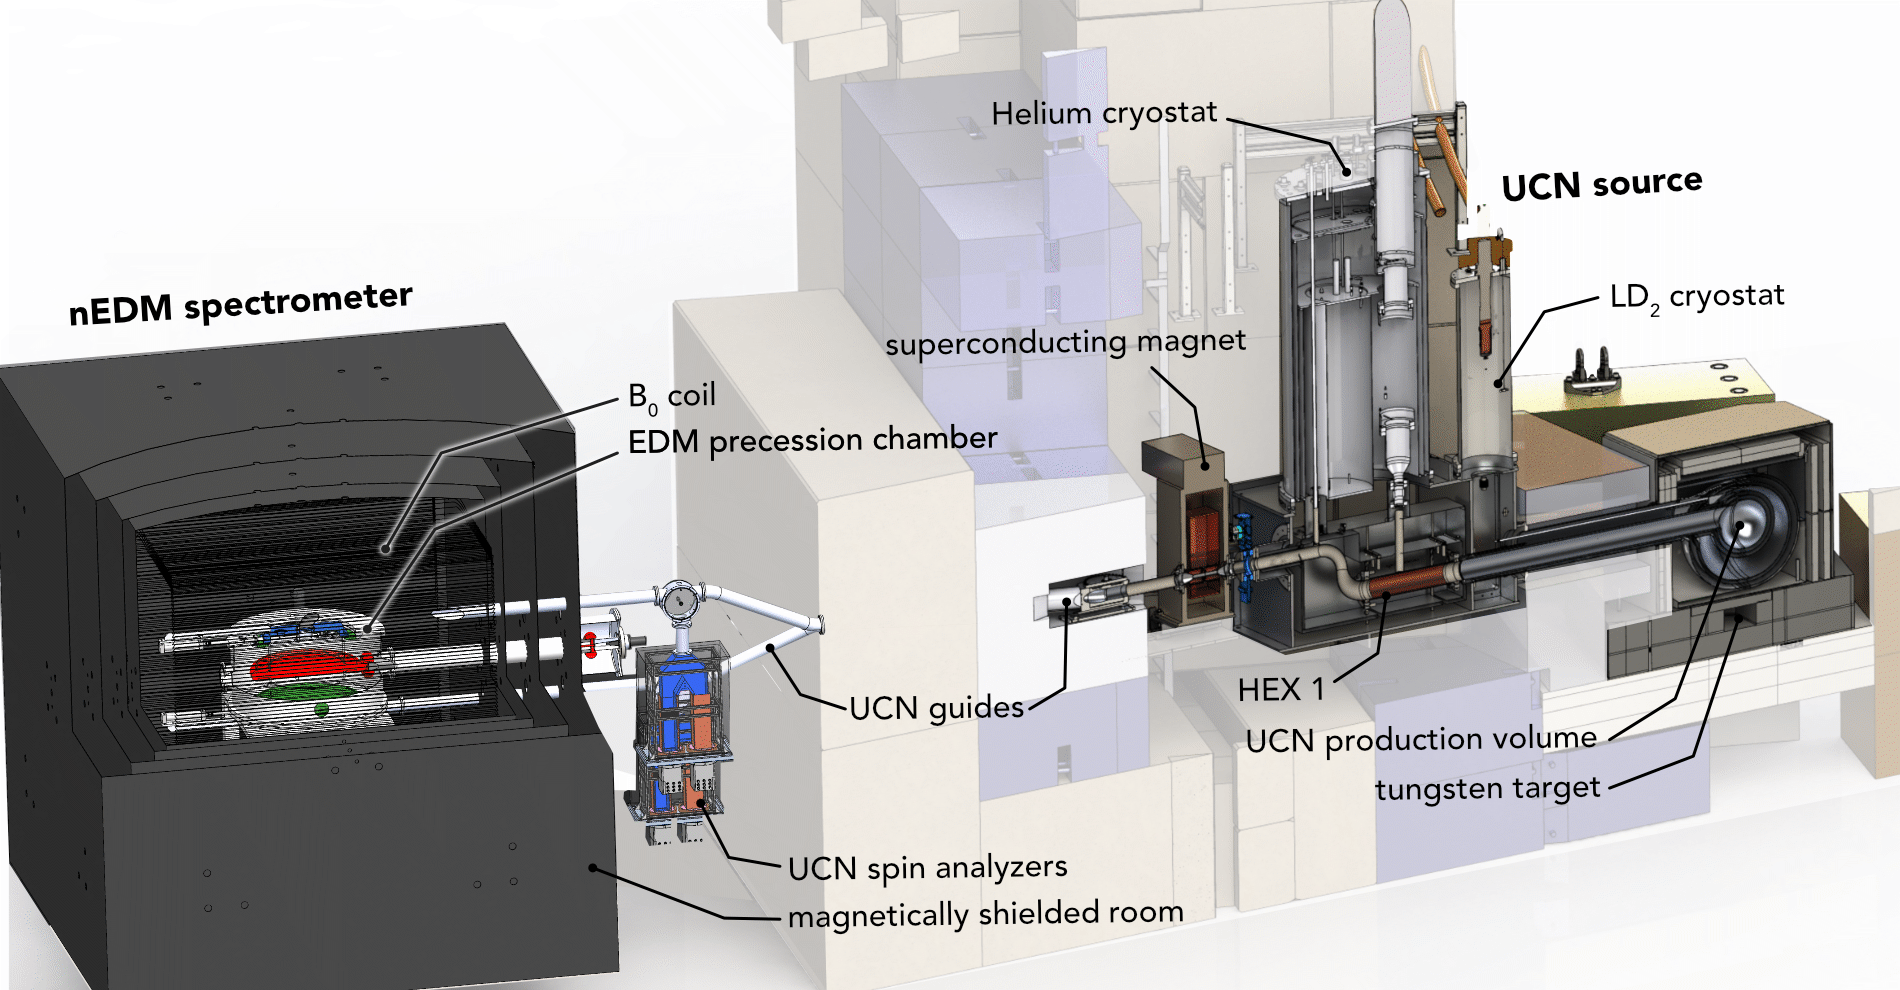 Helium cryostat
UCN source
nEDM spectrometer
LD₂ cryostat
superconducting magnet
B₀ coil
EDM precession chamber
UCN guides
HEX 1
UCN production volume
tungsten target
UCN spin analyzers
magnetically shielded room